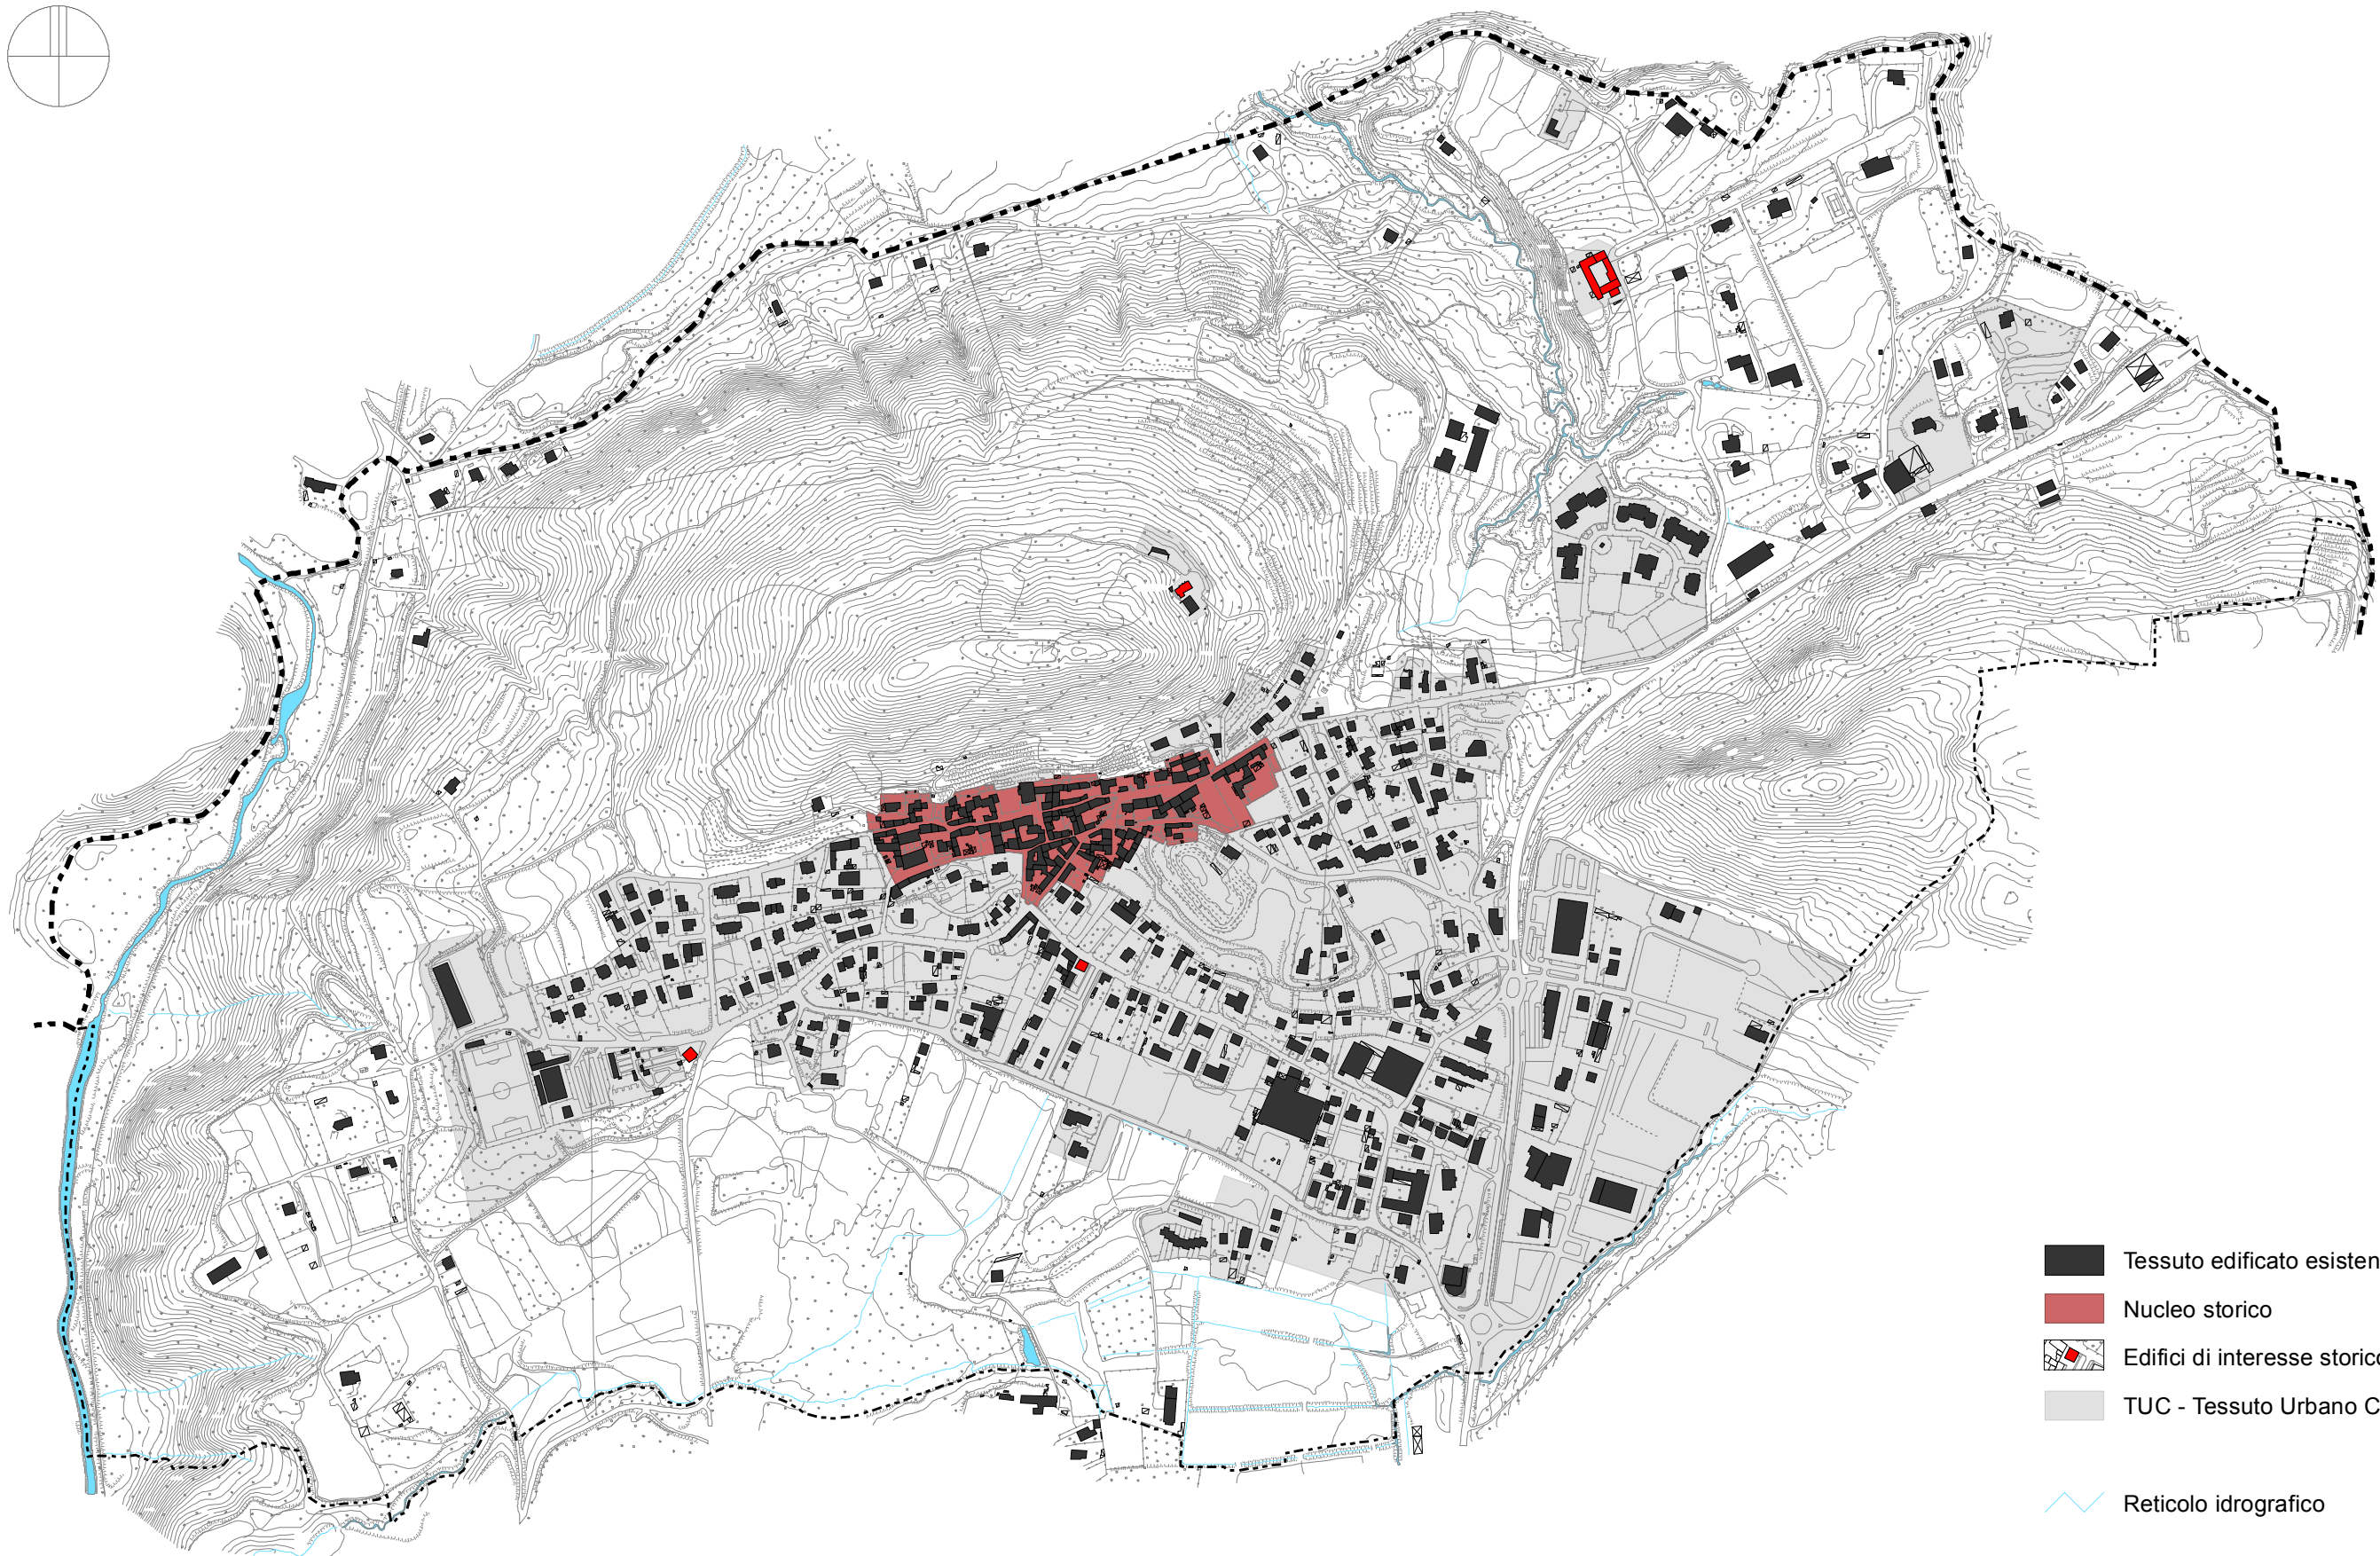 Tessuto edificato esisten
Nucleo storico
Edifici di interesse storico
TUC - Tessuto Urbano C
Reticolo idrografico